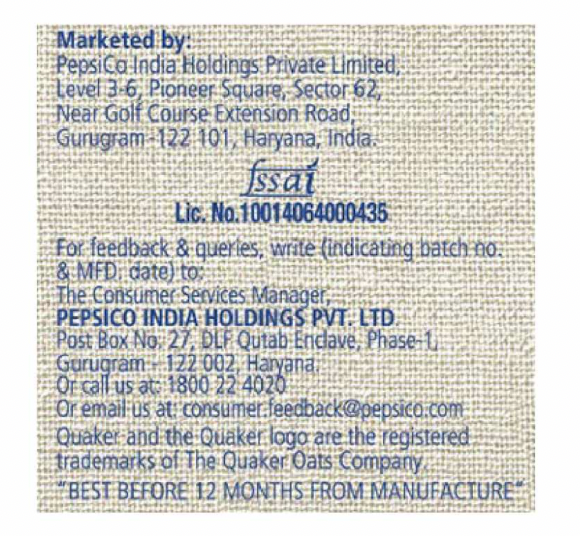 Marketed by:
PepsiCo India Holdings Private Limited,
Level 3-6, Pioneer Square, Sector 62,
Near Golf Course Extension Road,
Gurugram-122 101, Haryana, India.
fssai
Lic. No.10014064000435
For feedback & queries, write (indicating batch no.
& MFD. date) to:
The Consumer Services Manager,
PEPSICO INDIA HOLDINGS PVT. LTD.
Post Box No. 27, DLF Qutab Enclave, Phase-1,
Gurugram - 122 002, Haryana.
Or call us at: 1800 22 4020
Or email us at: consumer.feedback@pepsico.com
Quaker and the Quaker logo are the registered
trademarks of The Quaker Oats Company.
"BEST BEFORE 12 MONTHS FROM MANUFACTURE"